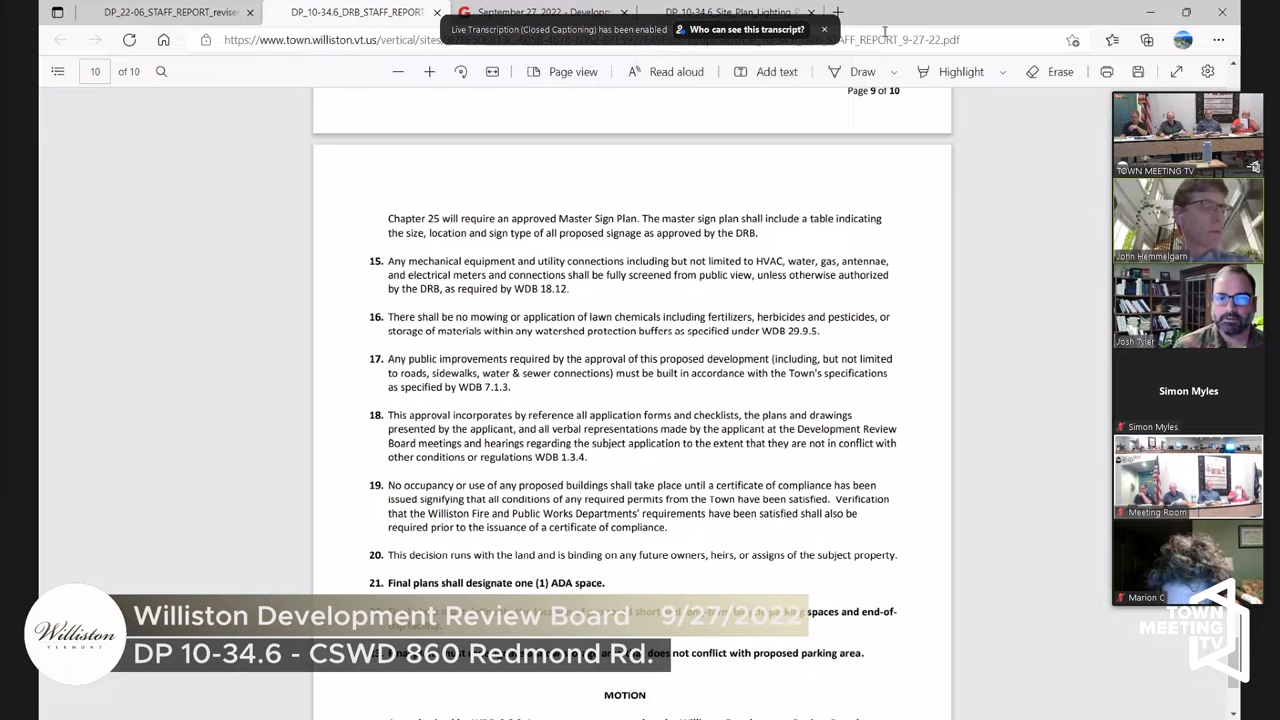 DP_22-06_STAFF_REPORT_revised
DP_10-34.6_DRB_STAFF_REPORT_
September 27, 2022 - Developm
DP_10-34.6 Site Plan Lighting P
Live Transcription (Closed Captioning) has been enabled
Who can see this transcript?
https://www.town.williston.vt.us/vertical/sites
STAFF_REPORT_9-27-22.pdf
10 of 10
Page view
Read aloud
Add text
Draw
Highlight
Erase
Page 9 of 10
Chapter 25 will require an approved Master Sign Plan. The master sign plan shall include a table indicating
the size, location and sign type of all proposed signage as approved by the DRB.
15. Any mechanical equipment and utility connections including but not limited to HVAC, water, gas, antennae,
and electrical meters and connections shall be fully screened from public view, unless otherwise authorized
by the DRB, as required by WDB 18.12.
16. There shall be no mowing or application of lawn chemicals including fertilizers, herbicides and pesticides, or
storage of materials within any watershed protection buffers as specified under WDB 29.9.5.
17. Any public improvements required by the approval of this proposed development (including, but not limited
to roads, sidewalks, water & sewer connections) must be built in accordance with the Town's specifications
as specified by WDB 7.1.3.
18. This approval incorporates by reference all application forms and checklists, the plans and drawings
presented by the applicant, and all verbal representations made by the applicant at the Development Review
Board meetings and hearings regarding the subject application to the extent that they are not in conflict with
other conditions or regulations WDB 1.3.4.
19. No occupancy or use of any proposed buildings shall take place until a certificate of compliance has been
issued signifying that all conditions of any required permits from the Town have been satisfied. Verification
that the Williston Fire and Public Works Departments' requirements have been satisfied shall also be
required prior to the issuance of a certificate of compliance.
20. This decision runs with the land and is binding on any future owners, heirs, or assigns of the subject property.
21. Final plans shall designate one (1) ADA space.
spaces and end-of-
does not conflict with proposed parking area.
MOTION
TOWN MEETING TV
John Hemmelgarn
Josh Tyler
Simon Myles
Simon Myles
Meeting Room
Marion C
Williston
VERMONT
Williston Development Review Board 9/27/2022
DP 10-34.6 - CSWD 860 Redmond Rd.
TOWN
MEETING
TV